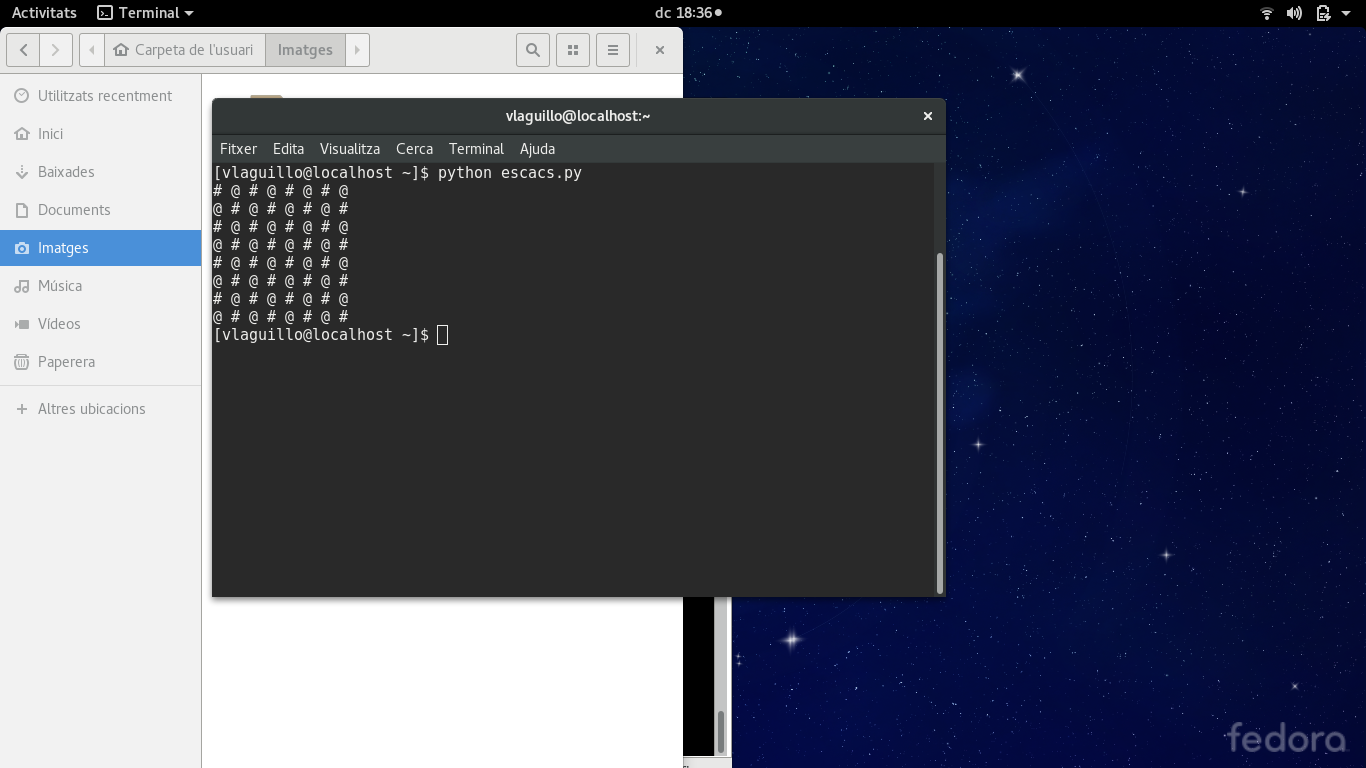 Activitats Terminal dc 18:36
Carpeta de l'usuari Imatges
Utilitzats recentment
Inici
Baixades
Documents
Imatges
Música
Vídeos
Paperera
Altres ubicacions
vlaguillo@localhost:~
Fitxer Edita Visualitza Cerca Terminal Ajuda
[vlaguillo@localhost ~]$ python escacs.py
# @ # @ # @ # @
@ # @ # @ # @ #
# @ # @ # @ # @
@ # @ # @ # @ #
# @ # @ # @ # @
@ # @ # @ # @ #
# @ # @ # @ # @
@ # @ # @ # @ #
[vlaguillo@localhost ~]$
fedora